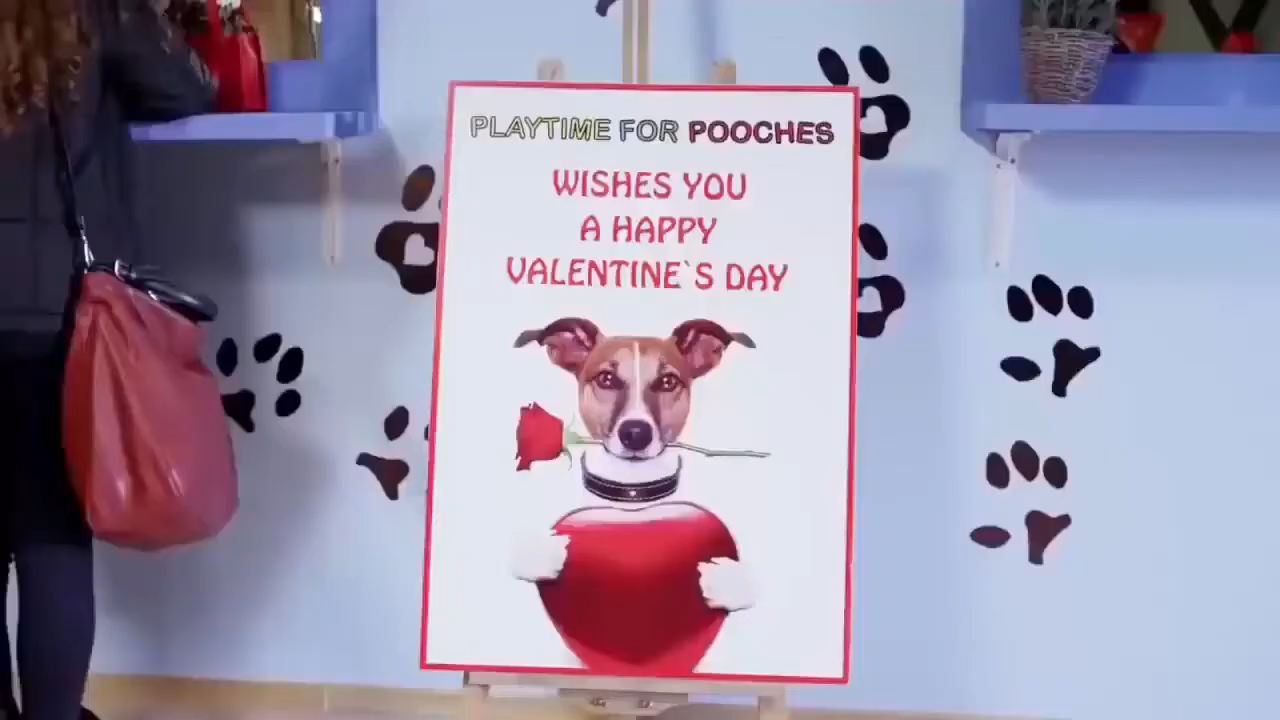 PLAYTIME FOR POOCHES
WISHES YOU
A HAPPY
VALENTINE`S DAY